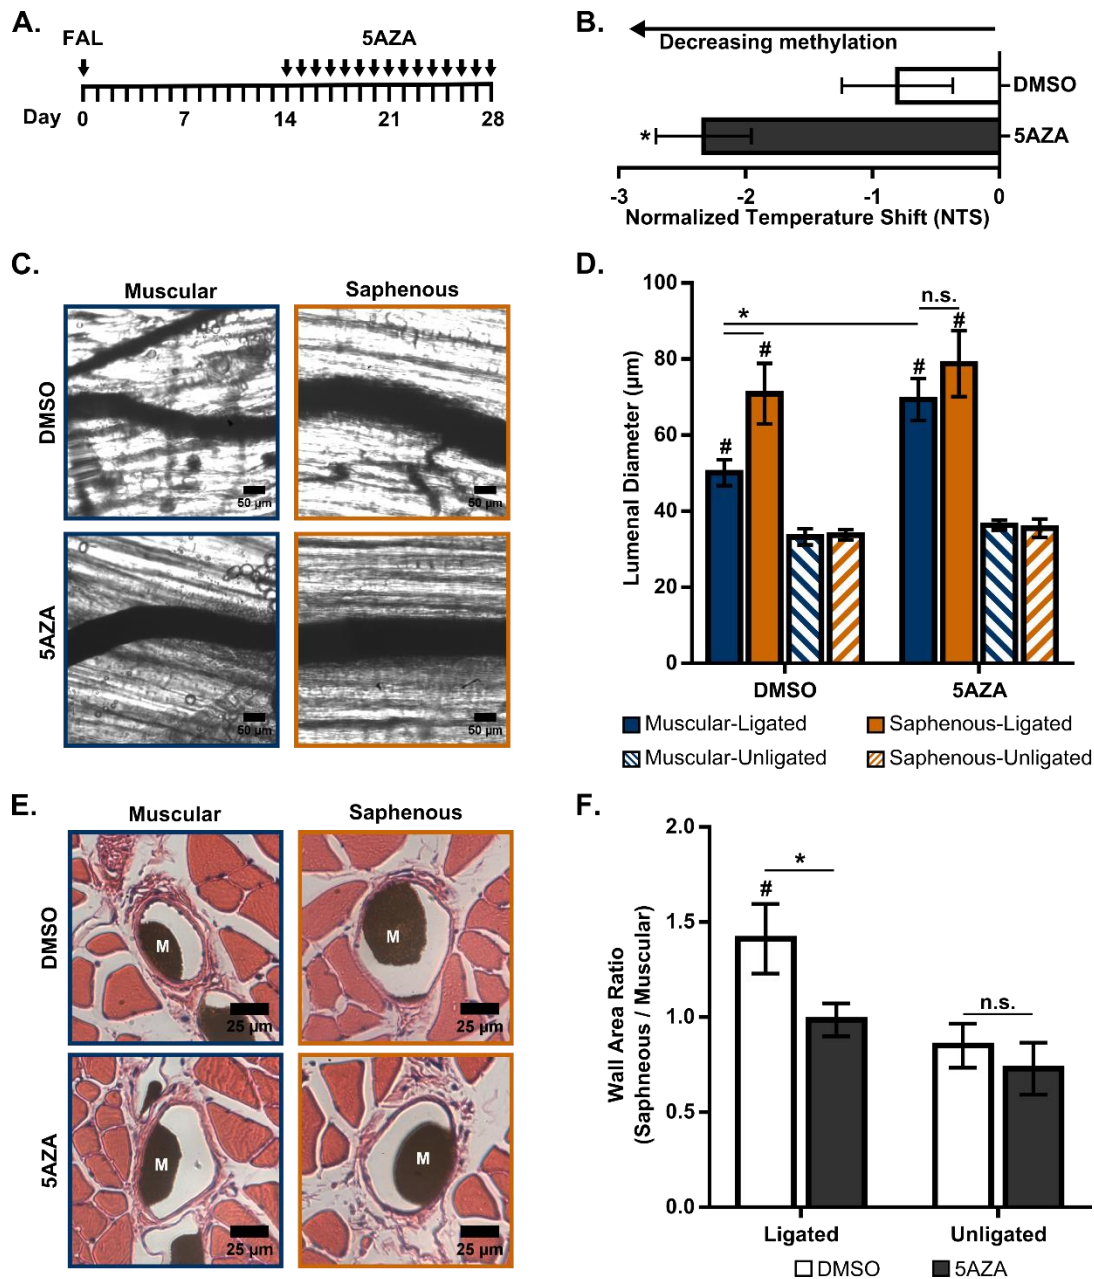 A.
FAL 5AZA
Day 0 7 14 21 28
B.
Decreasing methylation
DMSO
* 5AZA
-3 -2 -1 0
Normalized Temperature Shift (NTS)
C.
Muscular Saphenous
DMSO
50 µm 50 µm
5AZA
50 µm 50 µm
D.
Lumenal Diameter (µm)
100
80
60
40
20
0
* n.s.
# # # #
DMSO 5AZA
Muscular-Ligated Saphenous-Ligated
Muscular-Unligated Saphenous-Unligated
E.
Muscular Saphenous
DMSO
M M
25 µm 25 µm
5AZA
M M
25 µm 25 µm
F.
Wall Area Ratio
(Saphneous / Muscular)
2.0
1.5
1.0
0.5
0.0
*
#
n.s.
Ligated Unligated
DMSO 5AZA